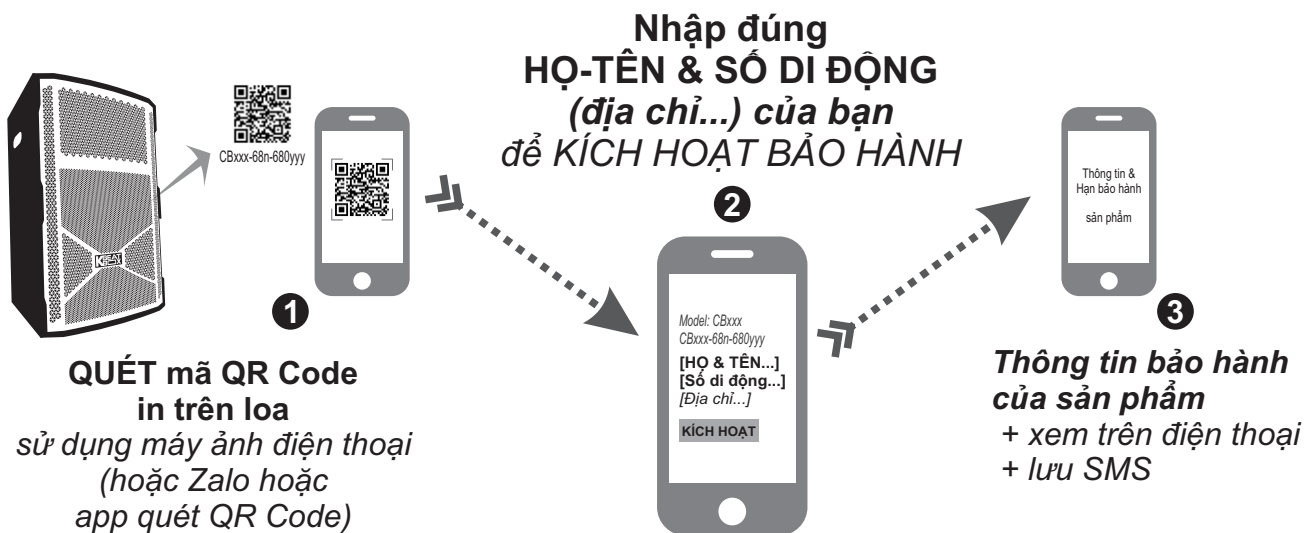 CBxxx-68n-680yyy
❶
QUÉT mã QR Code
in trên loa
sử dụng máy ảnh điện thoại
(hoặc Zalo hoặc
app quét QR Code)
Nhập đúng
HỌ-TÊN & SỐ DI ĐỘNG
(địa chỉ...) của bạn
để KÍCH HOẠT BẢO HÀNH
❷
Model: CBxxx
CBxxx-68n-680yyy
[HỌ & TÊN...]
[Số di động...]
[Địa chỉ...]
KÍCH HOẠT
Thông tin &
Hạn bảo hành
sản phẩm
❸
Thông tin bảo hành
của sản phẩm
+ xem trên điện thoại
+ lưu SMS